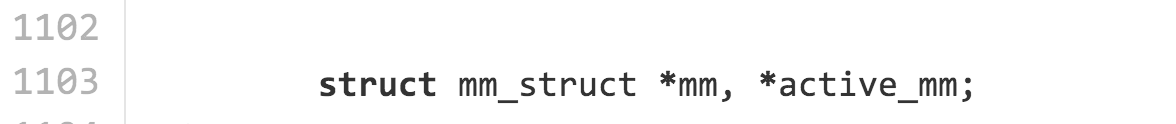 1102
1103 struct mm_struct *mm, *active_mm;